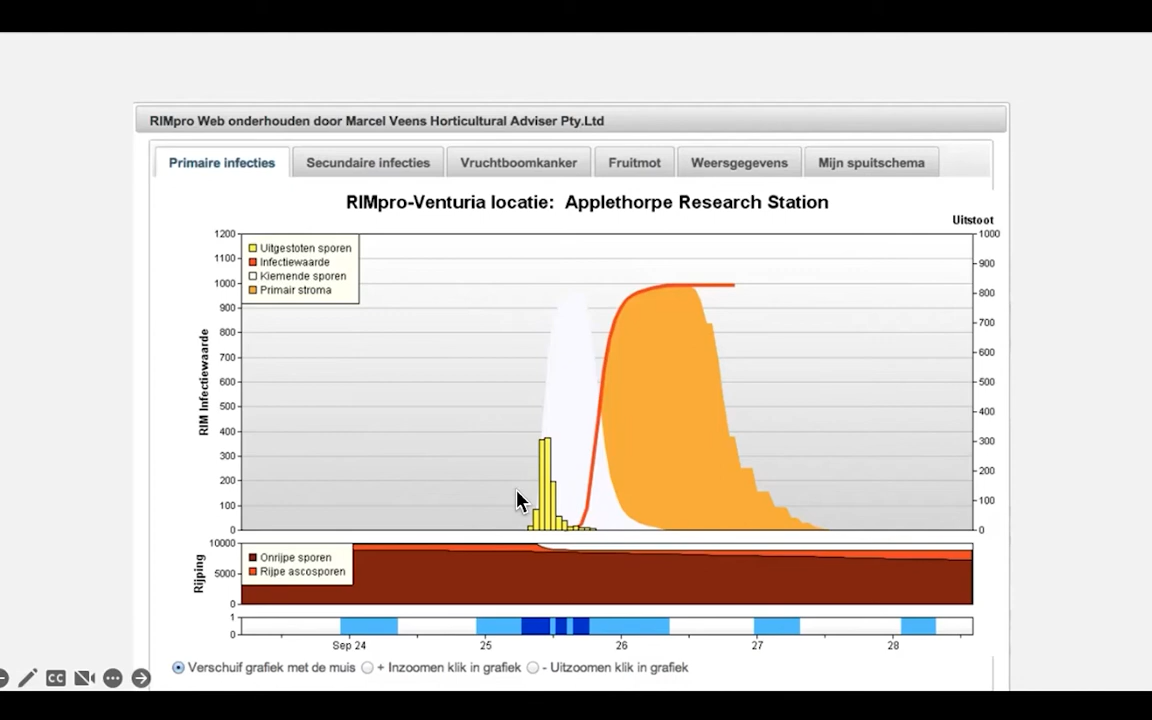 RIMpro Web onderhouden door Marcel Veens Horticultural Adviser Pty.Ltd
Primaire infecties Secundaire infecties Vruchtboomkanker Fruitmot Weersgegevens Mijn spuitschema
RIMpro-Venturia locatie: Applethorpe Research Station
Uitstoot
1200 1000
1100
1000
900
800
700
600
500
400
300
200
100
0
900
800
700
600
500
400
300
200
100
0
RIM Infectiewaarde
Uitgestoten sporen
Infectiewaarde
Kiemende sporen
Primair stroma
10000
5000
0
Rijping
Onrijpe sporen
Rijpe ascosporen
1
0
Sep 24 25 26 27 28
Verschuif grafiek met de muis + Inzoomen klik in grafiek - Uitzoomen klik in grafiek
CC